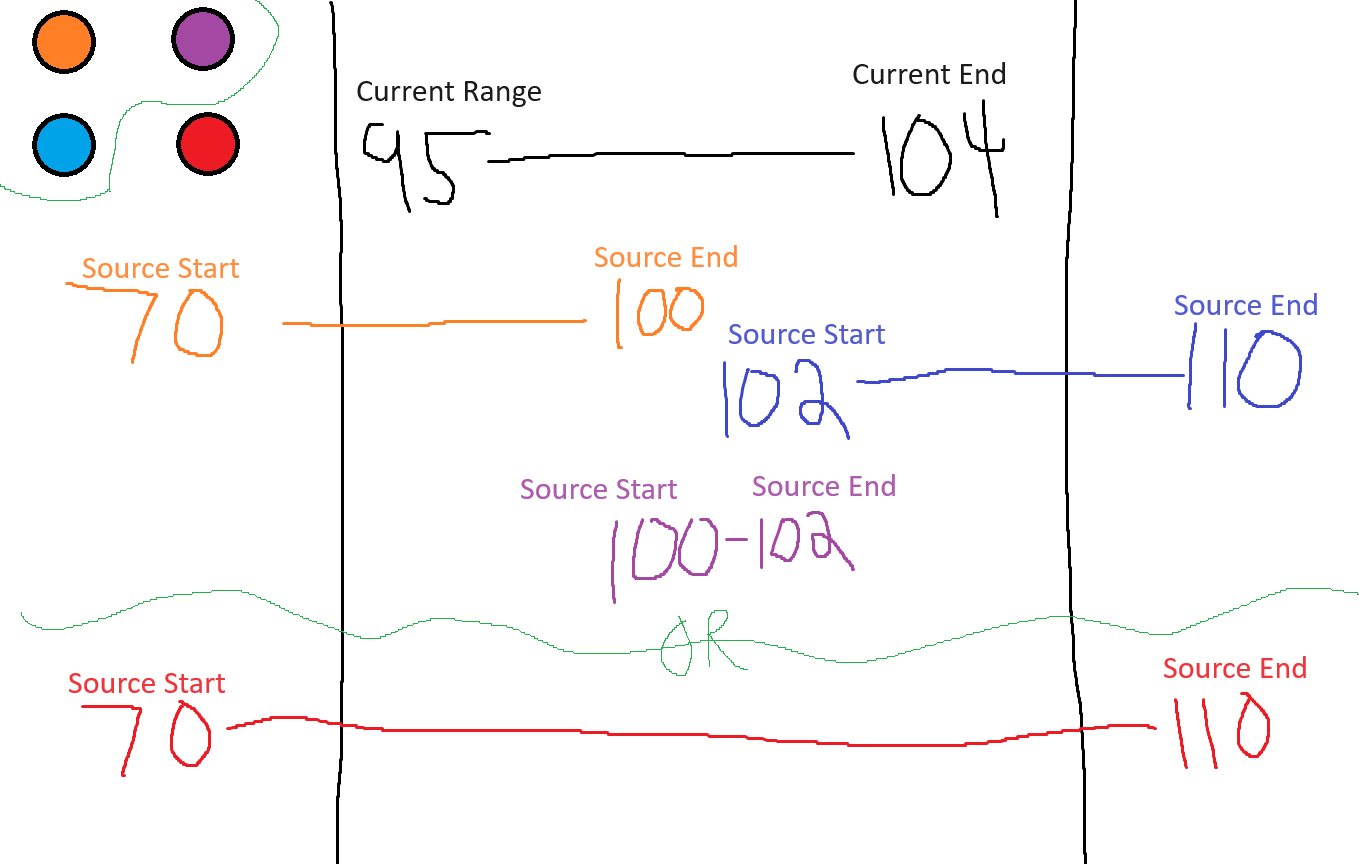 Current Range
Current End
95 — 104
Source Start
Source End
70 — 100
Source Start
Source End
102 — 110
Source Start
Source End
100-102
OR
Source Start
Source End
70 — 110